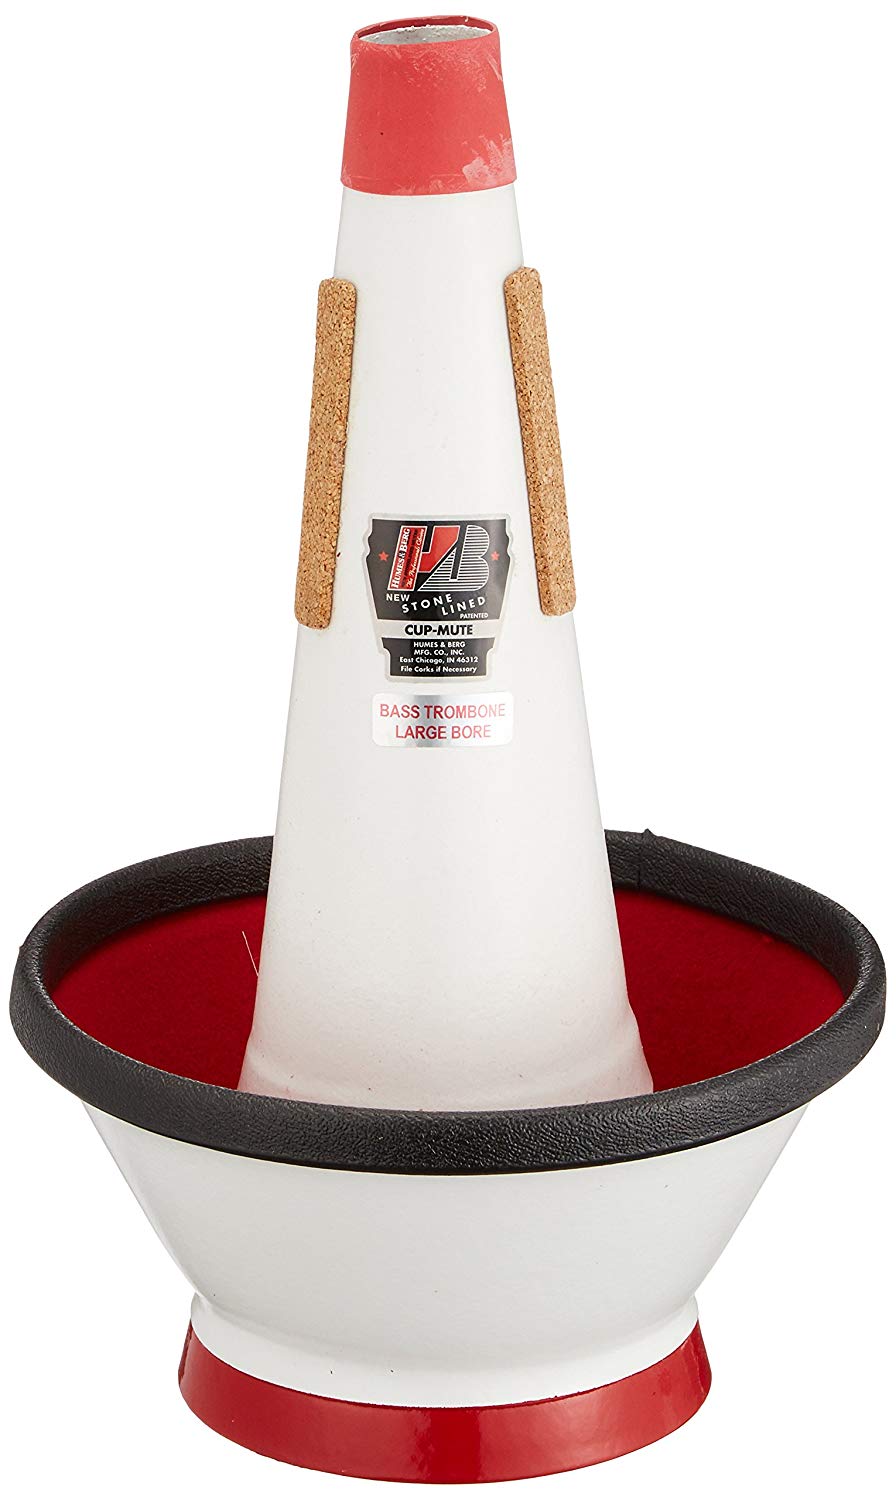 HUMES & BERG
The Professional's Choice
HB
NEW
STONE LINED
PATENTED
CUP-MUTE
HUMES & BERG
MFG. CO., INC.
East Chicago, IN 46312
File Corks if Necessary
BASS TROMBONE
LARGE BORE